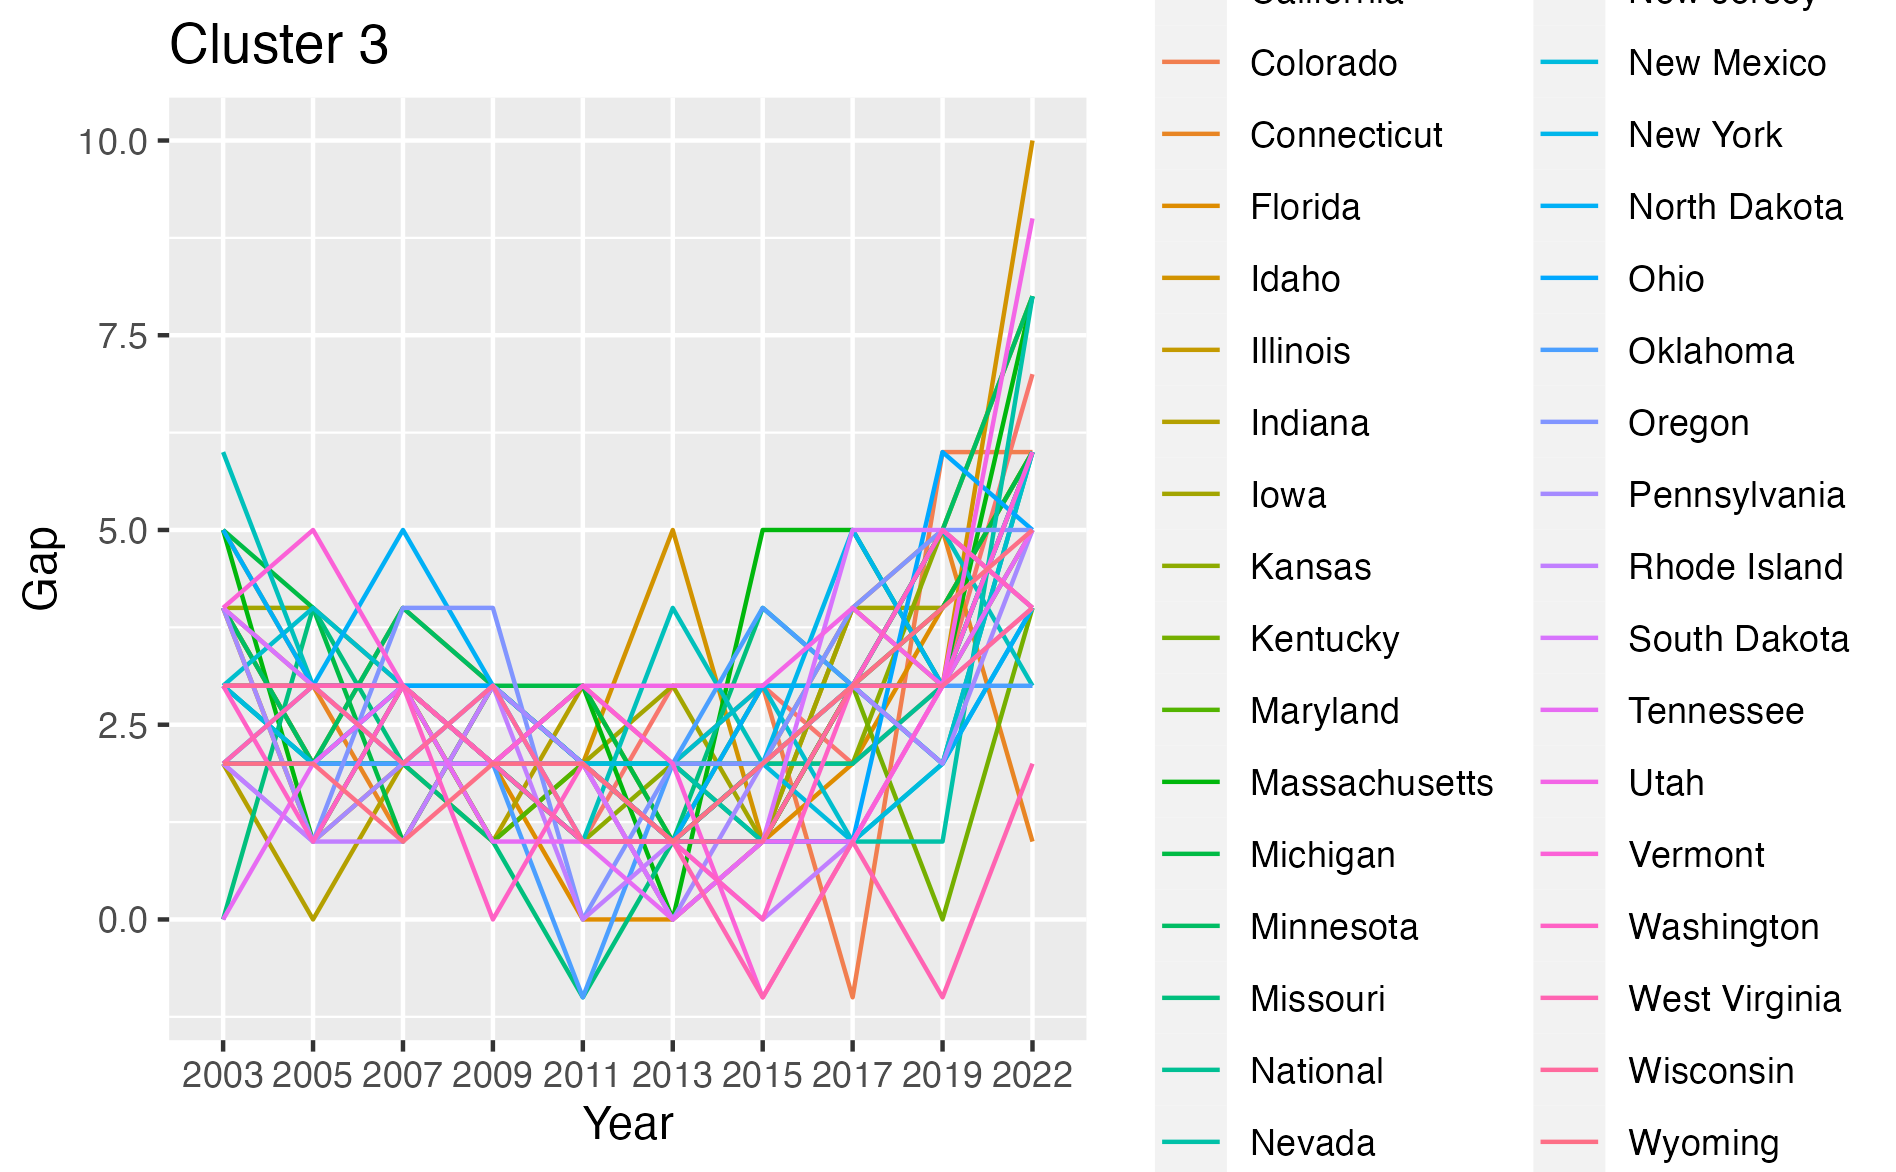 California
New Jersey
Cluster 3
Colorado
New Mexico
Connecticut
New York
Florida
North Dakota
Idaho
Ohio
Illinois
Oklahoma
Indiana
Oregon
Iowa
Pennsylvania
Kansas
Rhode Island
Kentucky
South Dakota
Maryland
Tennessee
Massachusetts
Utah
Michigan
Vermont
Minnesota
Washington
Missouri
West Virginia
National
Wisconsin
Nevada
Wyoming
10.0
7.5
5.0
2.5
0.0
Gap
2003 2005 2007 2009 2011 2013 2015 2017 2019 2022
Year